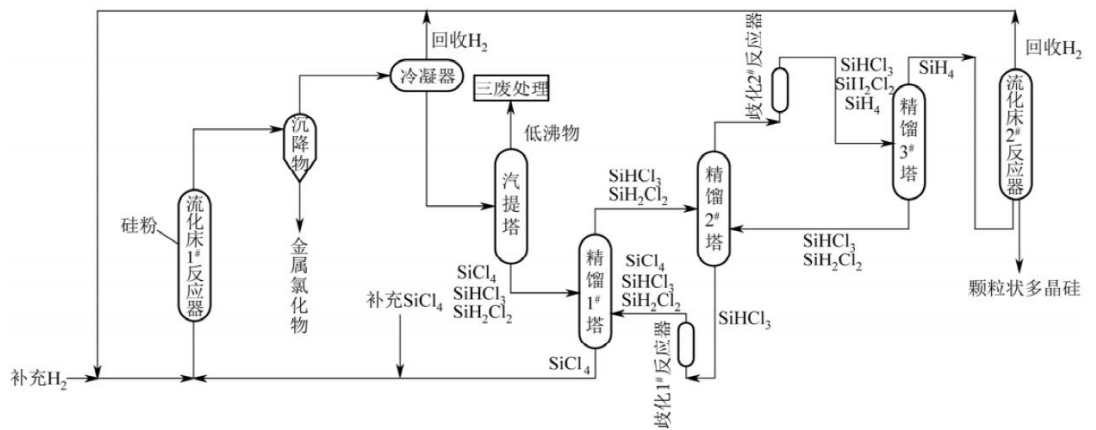 回收H₂
冷凝器
三废处理
低沸物
沉降物
金属氯化物
硅粉
流化床1#反应器
汽提塔
SiCl₄
SiHCl₃
SiH₂Cl₂
补充SiCl₄
补充H₂
SiCl₄
精馏1#塔
SiHCl₃
SiH₂Cl₂
SiCl₄
SiHCl₃
SiH₂Cl₂
歧化1#反应器
SiHCl₃
精馏2#塔
歧化2#反应器
SiHCl₃
SiH₂Cl₂
SiH₄
精馏3#塔
SiH₄
SiHCl₃
SiH₂Cl₂
回收H₂
流化床2#反应器
颗粒状多晶硅